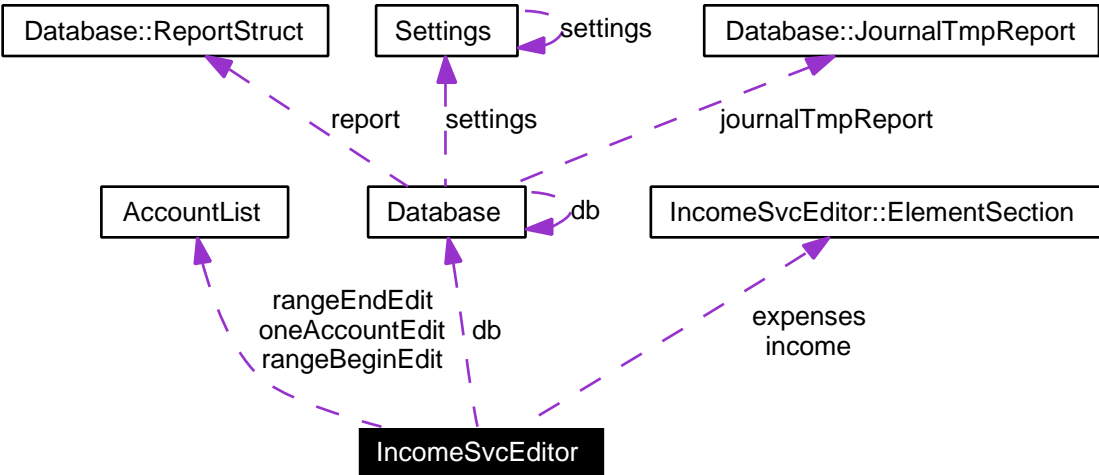 Database::ReportStruct
Settings
settings
Database::JournalTmpReport
report
settings
journalTmpReport
AccountList
Database
db
IncomeSvcEditor::ElementSection
rangeEndEdit
oneAccountEdit
rangeBeginEdit
db
expenses
income
IncomeSvcEditor